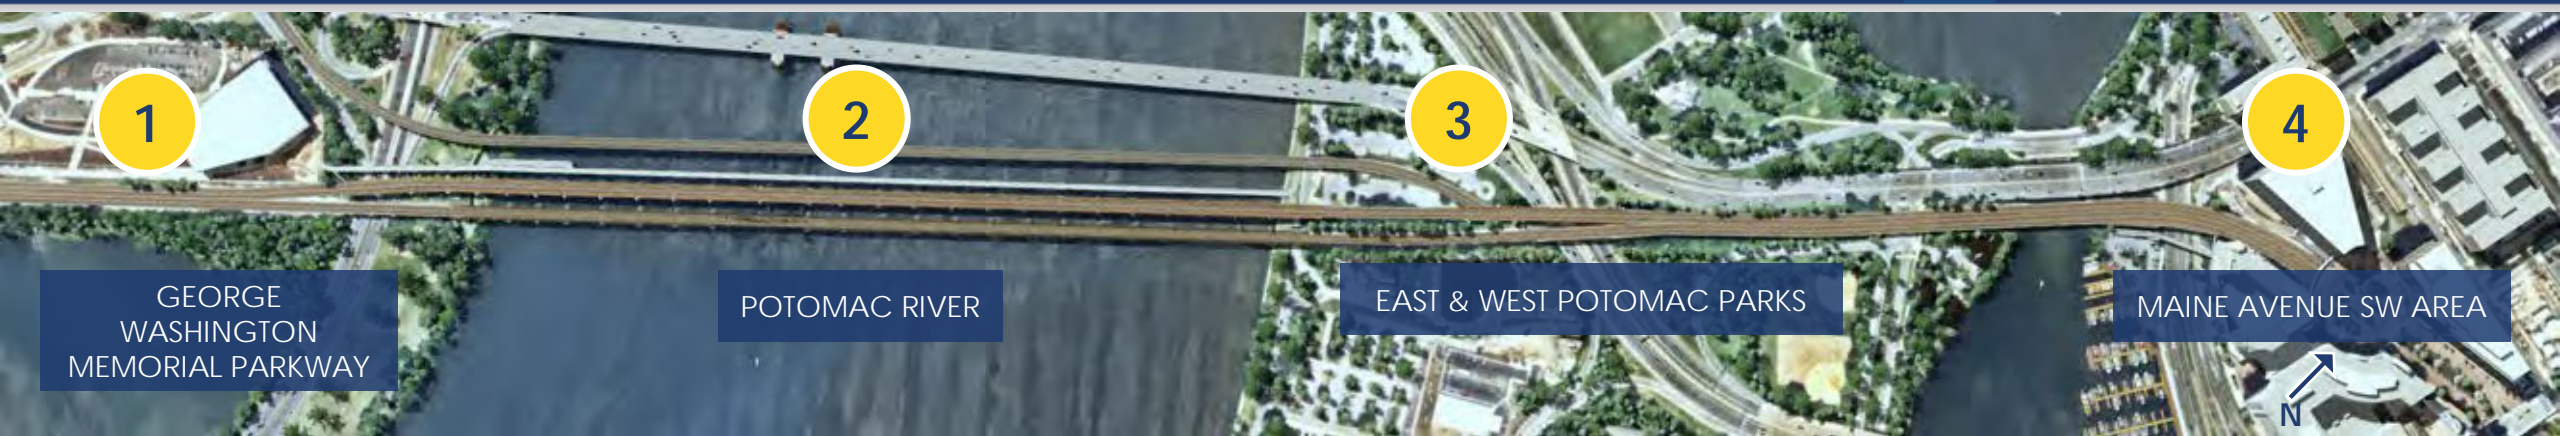 1
2
3
4
GEORGE
WASHINGTON
MEMORIAL PARKWAY
POTOMAC RIVER
EAST & WEST POTOMAC PARKS
MAINE AVENUE SW AREA
N